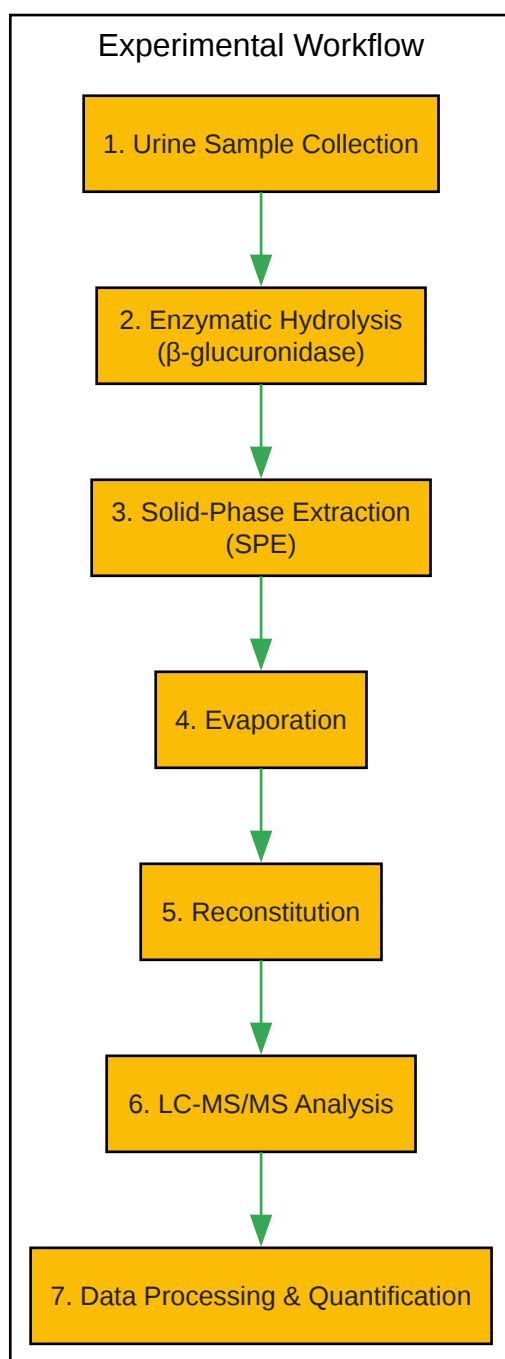 Experimental Workflow
1. Urine Sample Collection
2. Enzymatic Hydrolysis
(β-glucuronidase)
3. Solid-Phase Extraction
(SPE)
4. Evaporation
5. Reconstitution
6. LC-MS/MS Analysis
7. Data Processing & Quantification